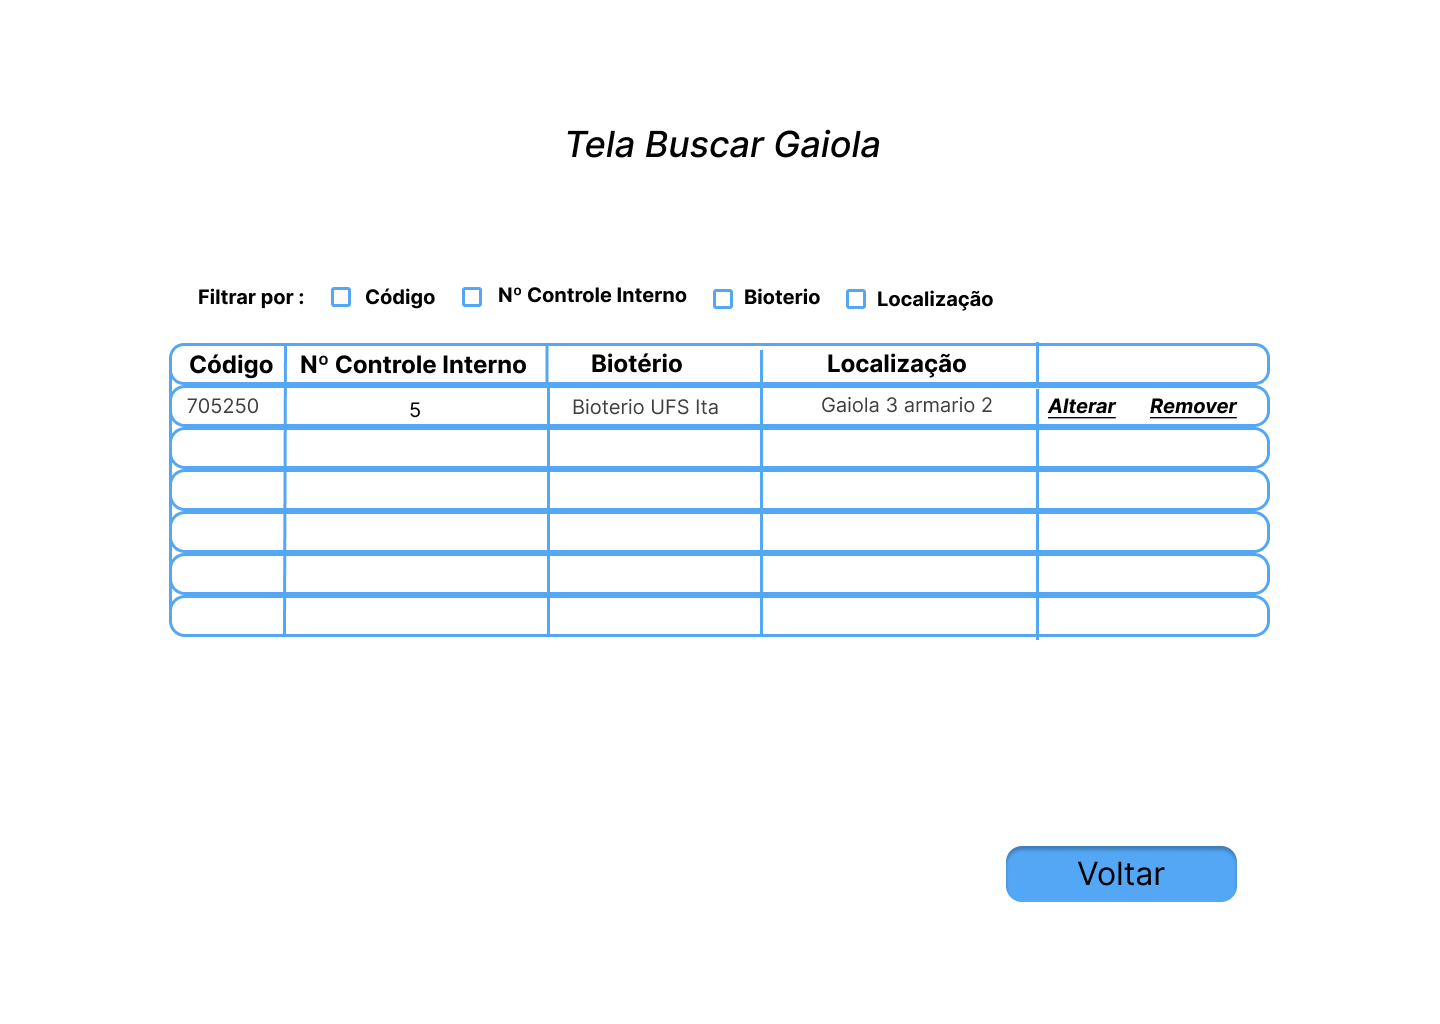 Tela Buscar Gaiola
Filtrar por : Código Nº Controle Interno Bioterio Localização
Código Nº Controle Interno Biotério Localização
705250 5 Bioterio UFS Ita Gaiola 3 armario 2 Alterar Remover
Voltar